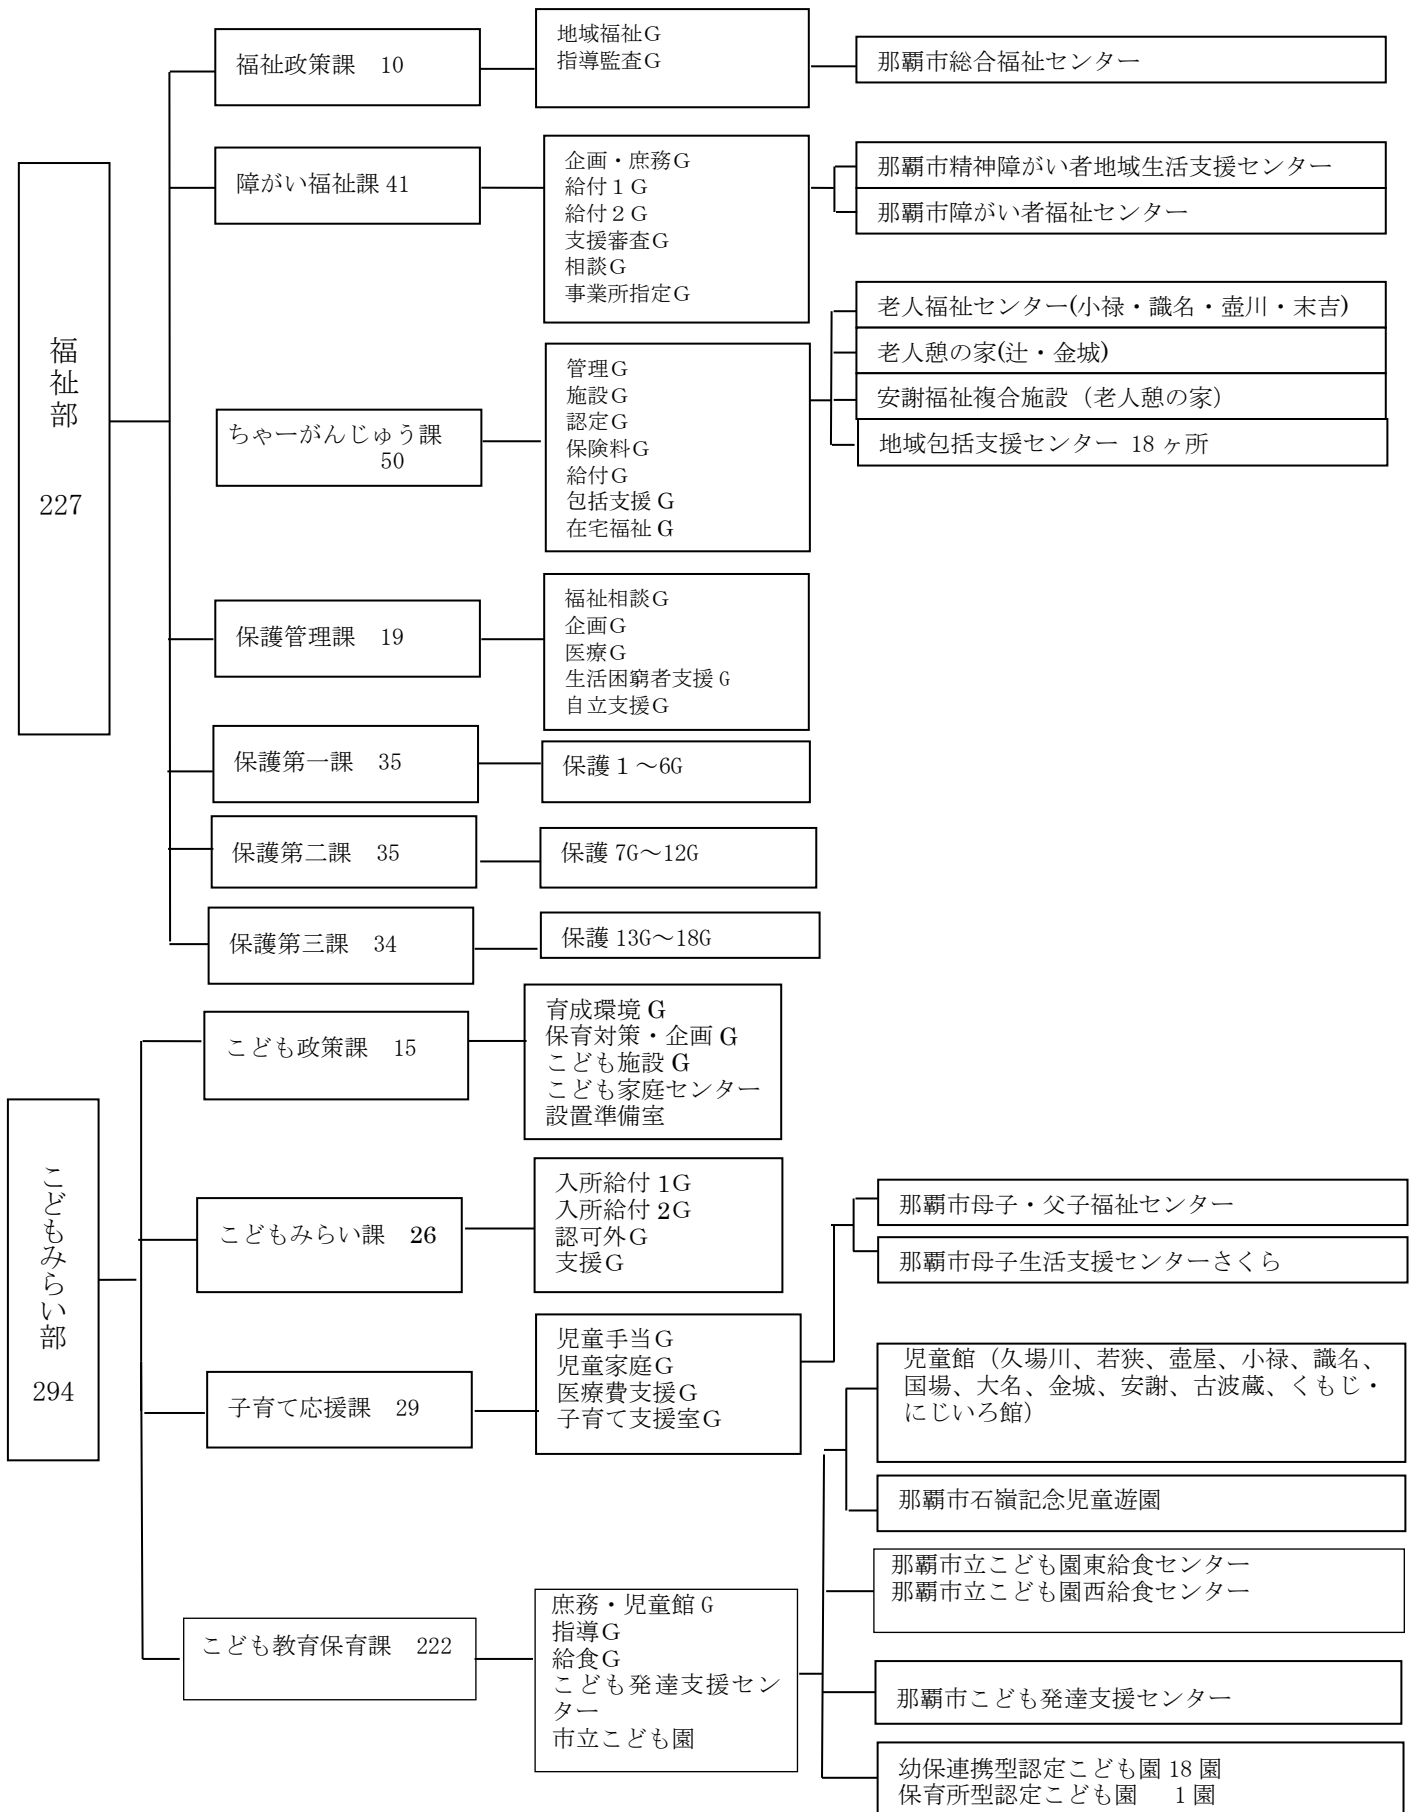 福祉部
227
福祉政策課 10
地域福祉G
指導監査G
那覇市総合福祉センター
障がい福祉課 41
企画・庶務G
給付１G
給付２G
支援審査G
相談G
事業所指定G
那覇市精神障がい者地域生活支援センター
那覇市障がい者福祉センター
ちゃーがんじゅう課
50
管理G
施設G
認定G
保険料G
給付G
包括支援 G
在宅福祉 G
老人福祉センター(小禄・識名・壺川・末吉)
老人憩の家(辻・金城)
安謝福祉複合施設（老人憩の家）
地域包括支援センター 18 ヶ所
保護管理課 19
福祉相談G
企画G
医療G
生活困窮者支援 G
自立支援G
保護第一課 35
保護１～6G
保護第二課 35
保護 7G～12G
保護第三課 34
保護 13G～18G
こどもみらい部
294
こども政策課 15
育成環境 G
保育対策・企画 G
こども施設 G
こども家庭センター
設置準備室
こどもみらい課 26
入所給付 1G
入所給付 2G
認可外G
支援G
子育て応援課 29
児童手当G
児童家庭G
医療費支援G
子育て支援室G
那覇市母子・父子福祉センター
那覇市母子生活支援センターさくら
こども教育保育課 222
庶務・児童館 G
指導G
給食G
こども発達支援セン
ター
市立こども園
児童館（久場川、若狭、壺屋、小禄、識名、
国場、大名、金城、安謝、古波蔵、くもじ・
にじいろ館）
那覇市石嶺記念児童遊園
那覇市立こども園東給食センター
那覇市立こども園西給食センター
那覇市こども発達支援センター
幼保連携型認定こども園 18 園
保育所型認定こども園 1 園